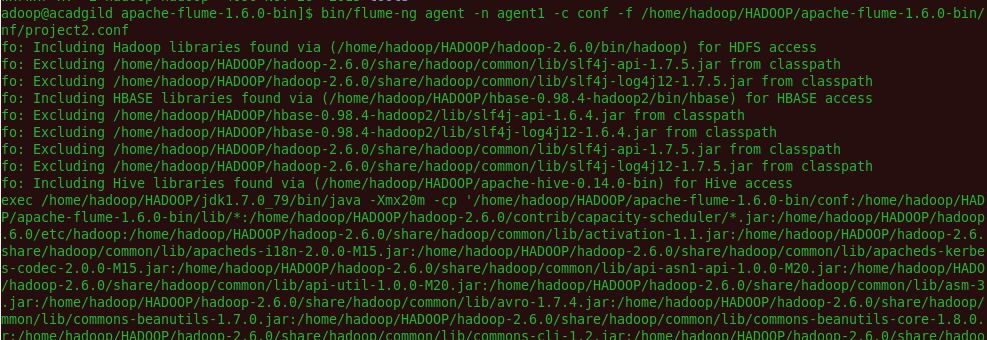 adoop@acadgild apache-flume-1.6.0-bin]$ bin/flume-ng agent -n agent1 -c conf -f /home/hadoop/HADOOP/apache-flume-1.6.0-bin/
nf/project2.conf
fo: Including Hadoop libraries found via (/home/hadoop/HADOOP/hadoop-2.6.0/bin/hadoop) for HDFS access
fo: Excluding /home/hadoop/HADOOP/hadoop-2.6.0/share/hadoop/common/lib/slf4j-api-1.7.5.jar from classpath
fo: Excluding /home/hadoop/HADOOP/hadoop-2.6.0/share/hadoop/common/lib/slf4j-log4j12-1.7.5.jar from classpath
fo: Including HBASE libraries found via (/home/hadoop/HADOOP/hbase-0.98.4-hadoop2/bin/hbase) for HBASE access
fo: Excluding /home/hadoop/HADOOP/hbase-0.98.4-hadoop2/lib/slf4j-api-1.6.4.jar from classpath
fo: Excluding /home/hadoop/HADOOP/hbase-0.98.4-hadoop2/lib/slf4j-log4j12-1.6.4.jar from classpath
fo: Excluding /home/hadoop/HADOOP/hadoop-2.6.0/share/hadoop/common/lib/slf4j-api-1.7.5.jar from classpath
fo: Excluding /home/hadoop/HADOOP/hadoop-2.6.0/share/hadoop/common/lib/slf4j-log4j12-1.7.5.jar from classpath
fo: Including Hive libraries found via (/home/hadoop/HADOOP/apache-hive-0.14.0-bin) for Hive access
exec /home/hadoop/HADOOP/jdk1.7.0_79/bin/java -Xmx20m -cp '/home/hadoop/HADOOP/apache-flume-1.6.0-bin/conf:/home/hadoop/HAD
P/apache-flume-1.6.0-bin/lib/*:/home/hadoop/HADOOP/hadoop-2.6.0/contrib/capacity-scheduler/*.jar:/home/hadoop/HADOOP/hadoop
.6.0/etc/hadoop:/home/hadoop/HADOOP/hadoop-2.6.0/share/hadoop/common/lib/activation-1.1.jar:/home/hadoop/HADOOP/hadoop-2.6.
share/hadoop/common/lib/apacheds-i18n-2.0.0-M15.jar:/home/hadoop/HADOOP/hadoop-2.6.0/share/hadoop/common/lib/apacheds-kerbe
s-codec-2.0.0-M15.jar:/home/hadoop/HADOOP/hadoop-2.6.0/share/hadoop/common/lib/api-asn1-api-1.0.0-M20.jar:/home/hadoop/HADO
/hadoop-2.6.0/share/hadoop/common/lib/api-util-1.0.0-M20.jar:/home/hadoop/HADOOP/hadoop-2.6.0/share/hadoop/common/lib/asm-3
.jar:/home/hadoop/HADOOP/hadoop-2.6.0/share/hadoop/common/lib/avro-1.7.4.jar:/home/hadoop/HADOOP/hadoop-2.6.0/share/hadoop/
mmon/lib/commons-beanutils-1.7.0.jar:/home/hadoop/HADOOP/hadoop-2.6.0/share/hadoop/common/lib/commons-beanutils-core-1.8.0.
r:/home/hadoop/HADOOP/hadoop-2.6.0/share/hadoop/common/lib/commons-cli-1.2.jar:/home/hadoop/HADOOP/hadoop-2.6.0/share/hadoo